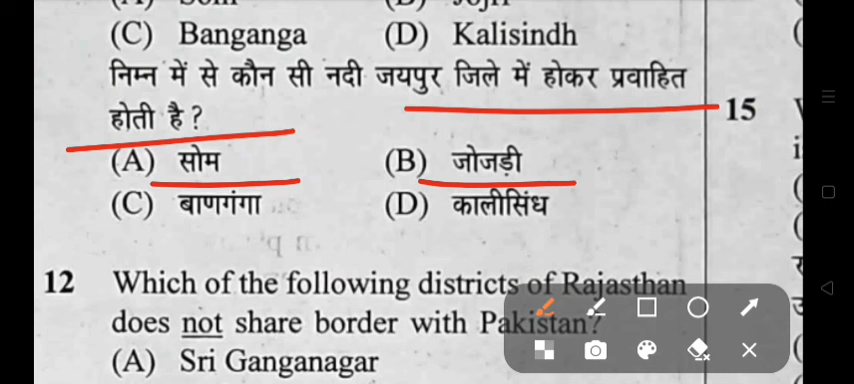 (C) Banganga (D) Kalisindh
निम्न में से कौन सी नदी जयपुर जिले में होकर प्रवाहित
होती है ?
(A) सोम (B) जोजड़ी
(C) बाणगंगा (D) कालीसिंध
12 Which of the following districts of Rajasthan
does not share border with Pakistan?
(A) Sri Ganganagar
15